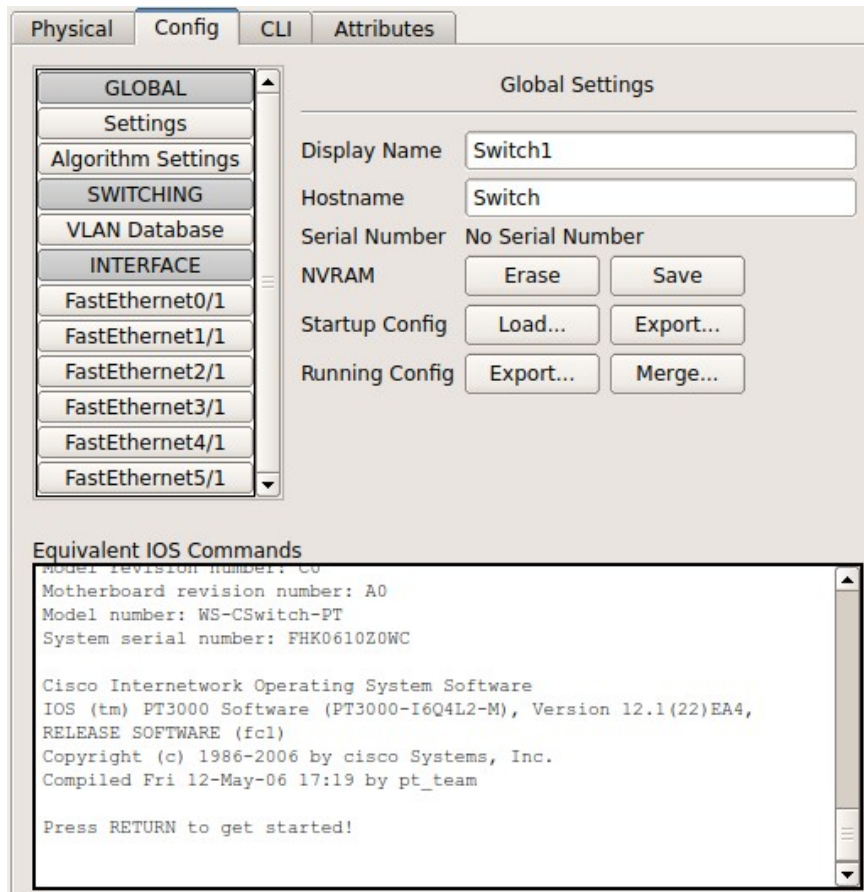 Physical Config CLI Attributes
GLOBAL
Settings
Algorithm Settings
SWITCHING
VLAN Database
INTERFACE
FastEthernet0/1
FastEthernet1/1
FastEthernet2/1
FastEthernet3/1
FastEthernet4/1
FastEthernet5/1
Global Settings
Display Name Switch1
Hostname Switch
Serial Number No Serial Number
NVRAM Erase Save
Startup Config Load... Export...
Running Config Export... Merge...
Equivalent IOS Commands
Model revision number: C0
Motherboard revision number: A0
Model number: WS-CSwitch-PT
System serial number: FHK0610Z0WC
Cisco Internetwork Operating System Software
IOS (tm) PT3000 Software (PT3000-I6Q4L2-M), Version 12.1(22)EA4,
RELEASE SOFTWARE (fc1)
Copyright (c) 1986-2006 by cisco Systems, Inc.
Compiled Fri 12-May-06 17:19 by pt_team
Press RETURN to get started!